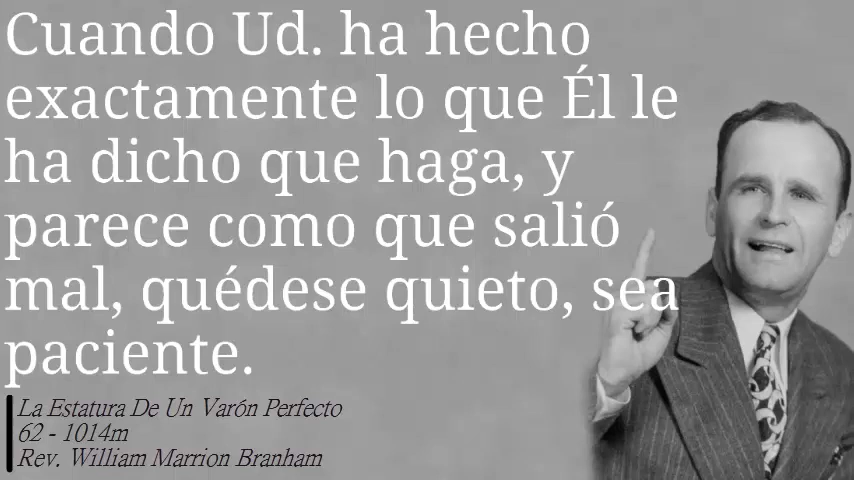 Cuando Ud. ha hecho
exactamente lo que Él le
ha dicho que haga, y
parece como que salió
mal, quédese quieto, sea
paciente.
La Estatura De Un Varón Perfecto
62 - 1014m
Rev. William Marrion Branham